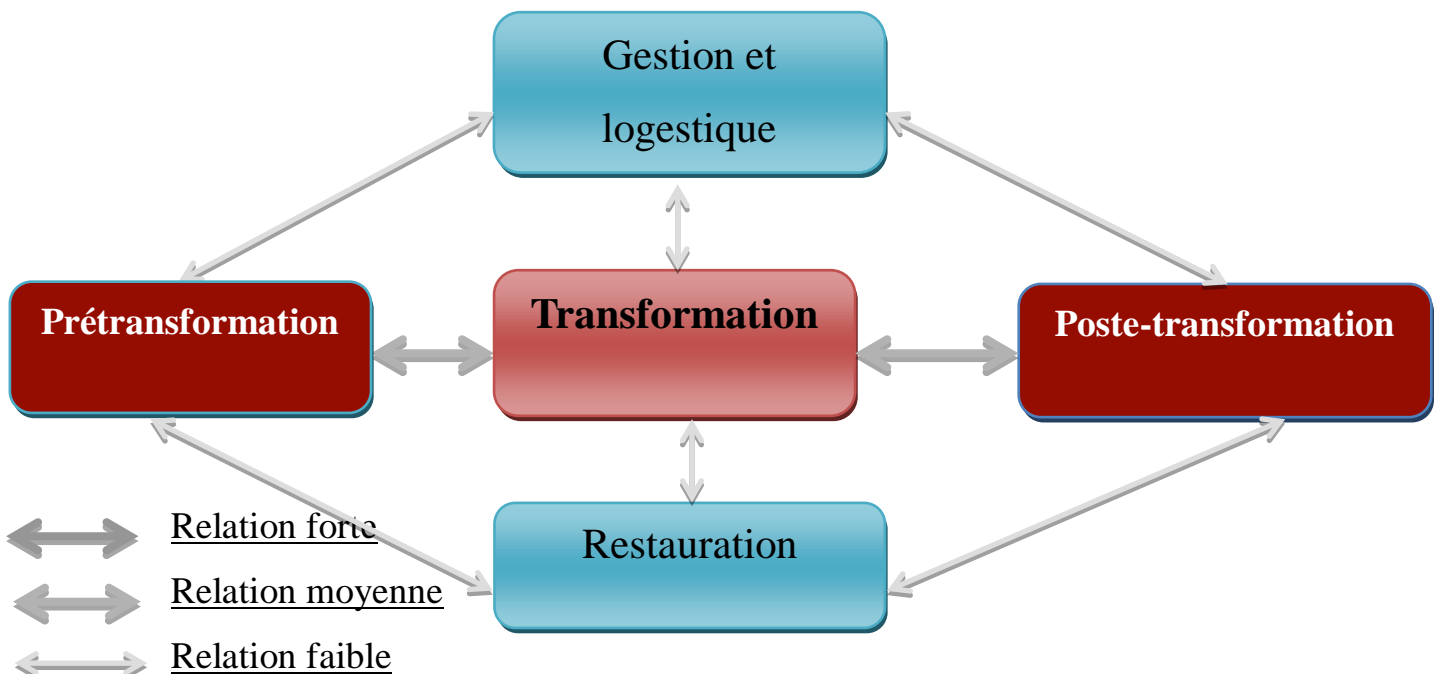 Gestion et
logestique
Prétransformation
Transformation
Poste-transformation
Restauration
Relation forte
Relation moyenne
Relation faible